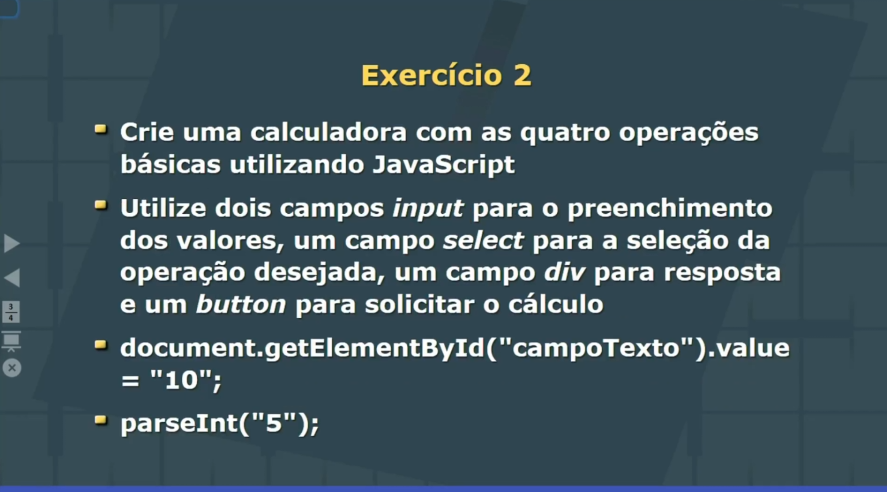 Exercício 2
Crie uma calculadora com as quatro operações
básicas utilizando JavaScript
Utilize dois campos input para o preenchimento
dos valores, um campo select para a seleção da
operação desejada, um campo div para resposta
e um button para solicitar o cálculo
document.getElementById("campoTexto").value
= "10";
parseInt("5");
3
4